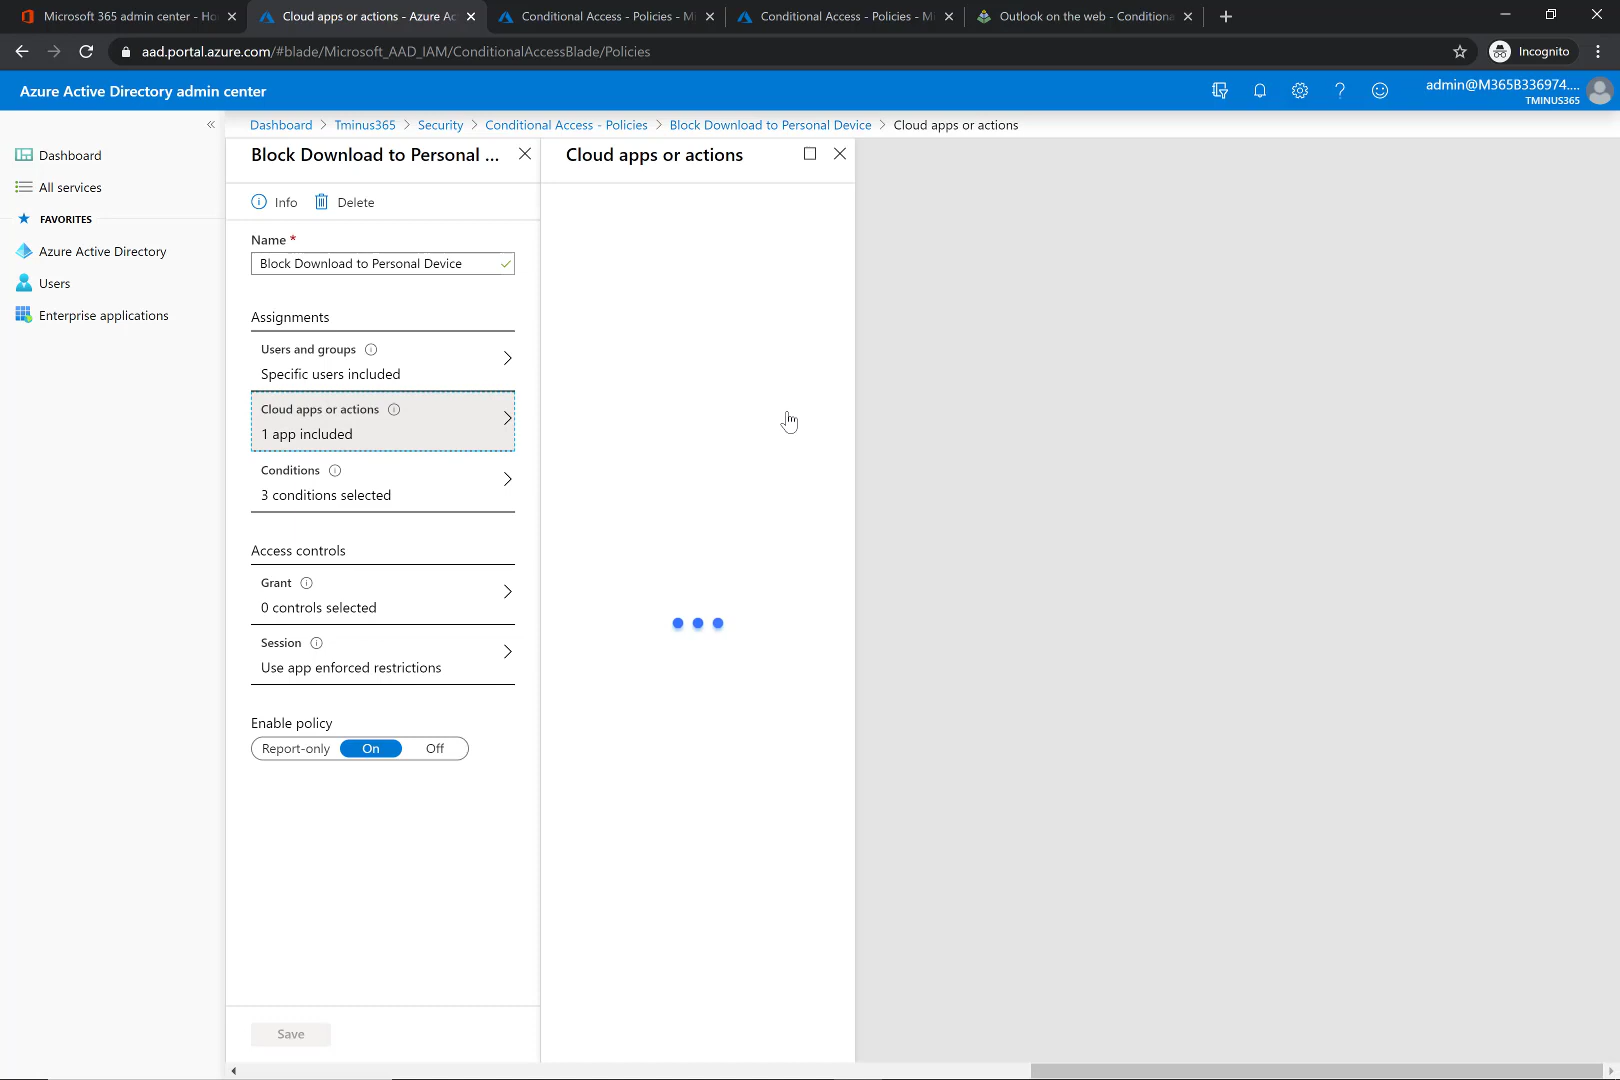 Microsoft 365 admin center - Ho
Cloud apps or actions - Azure Ac
Conditional Access - Policies - Mi
Conditional Access - Policies - Mi
Outlook on the web - Conditiona
aad.portal.azure.com/#blade/Microsoft_AAD_IAM/ConditionalAccessBlade/Policies
Incognito
Azure Active Directory admin center
admin@M365B336974....
TMINUS365
Dashboard > Tminus365 > Security > Conditional Access - Policies > Block Download to Personal Device > Cloud apps or actions
Dashboard
All services
FAVORITES
Azure Active Directory
Users
Enterprise applications
Block Download to Personal ...
Info
Delete
Name *
Block Download to Personal Device
Assignments
Users and groups
Specific users included
Cloud apps or actions
1 app included
Conditions
3 conditions selected
Access controls
Grant
0 controls selected
Session
Use app enforced restrictions
Enable policy
Report-only On Off
Save
Cloud apps or actions